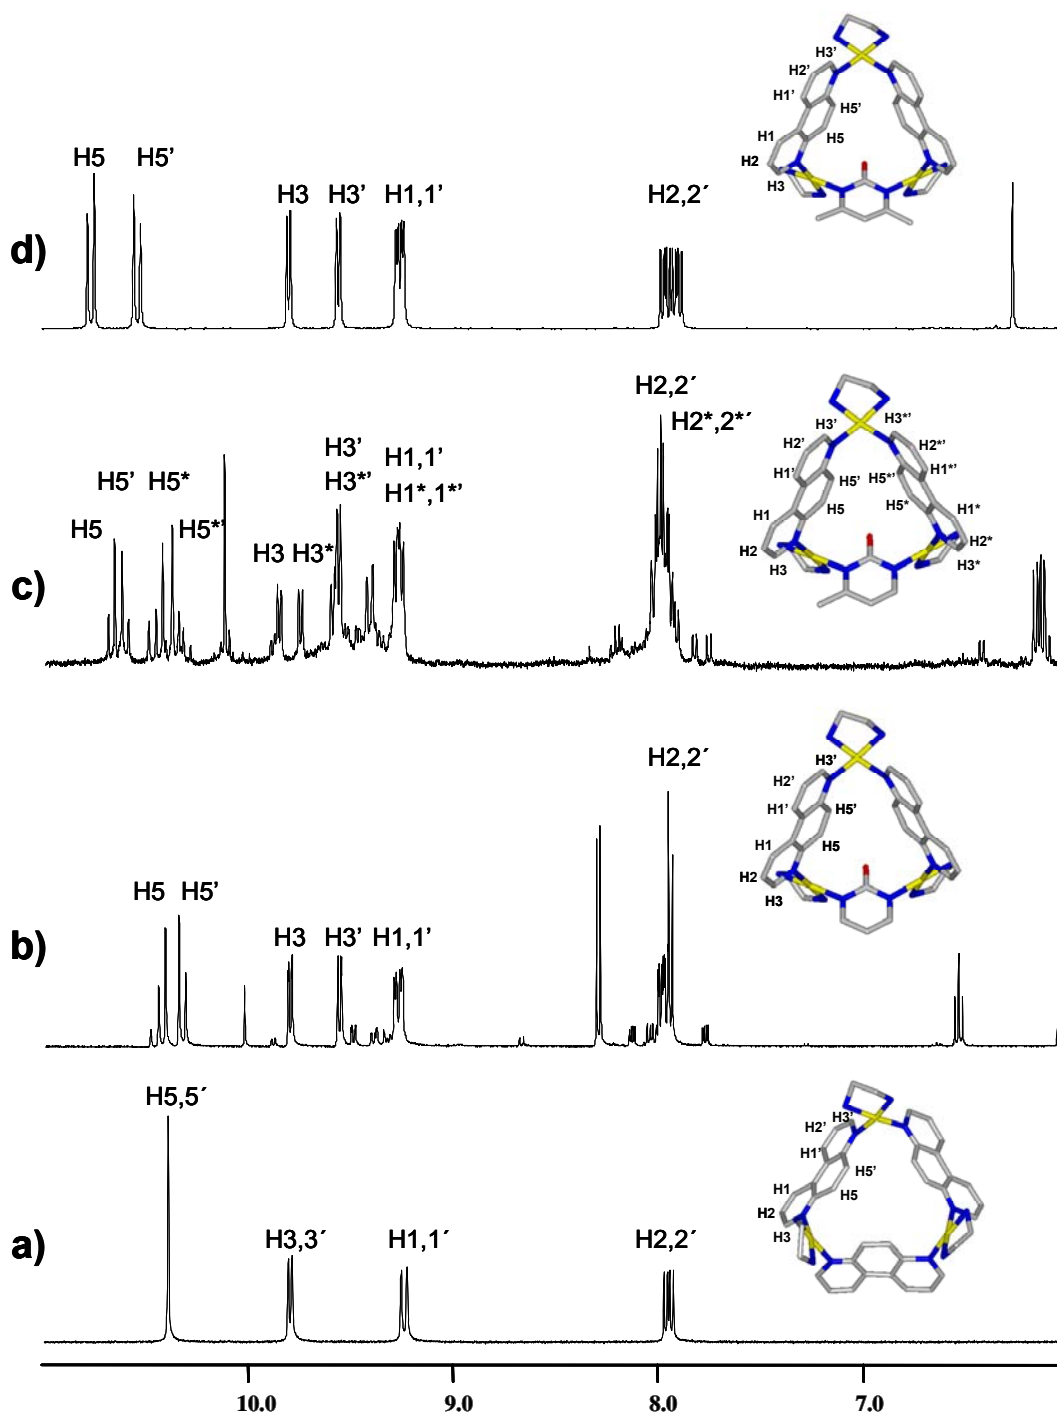 H3'
H2'
H1'
H5'
H5
H1
H2
H3
H5
H5'
H3
H3'
H1,1'
H2,2´
d)
H2,2´
H2*,2*´
H3'
H3*'
H2'
H2*'
H1'
H1*'
H5'
H5*'
H5
H5*
H1
H1*
H2
H2*
H3
H3*
H5'
H5*
H5
H5*'
H3
H3*
H3'
H3*'
H1,1'
H1*,1*'
c)
H2,2´
H3'
H2'
H1'
H5'
H5
H1
H2
H3
H5
H5'
H3
H3'
H1,1'
b)
H5,5´
H3'
H2'
H1'
H5'
H5
H1
H2
H3
H3,3´
H1,1´
H2,2´
a)
10.0
9.0
8.0
7.0